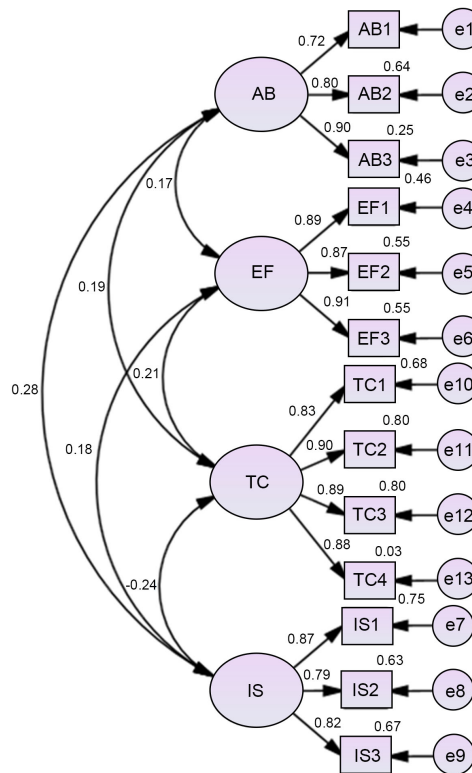 AB1
e1
0.72
0.64
AB
0.80
AB2
e2
0.90
0.25
AB3
e3
0.17
0.46
EF1
e4
0.89
0.55
EF
0.87
EF2
e5
0.19
0.91
0.55
EF3
e6
0.21
0.68
TC1
e10
0.28
0.83
0.80
0.18
0.90
TC2
e11
TC
0.89
0.80
TC3
e12
0.88
0.03
-0.24
TC4
e13
0.75
0.87
IS1
e7
0.63
IS
0.79
IS2
e8
0.82
0.67
IS3
e9